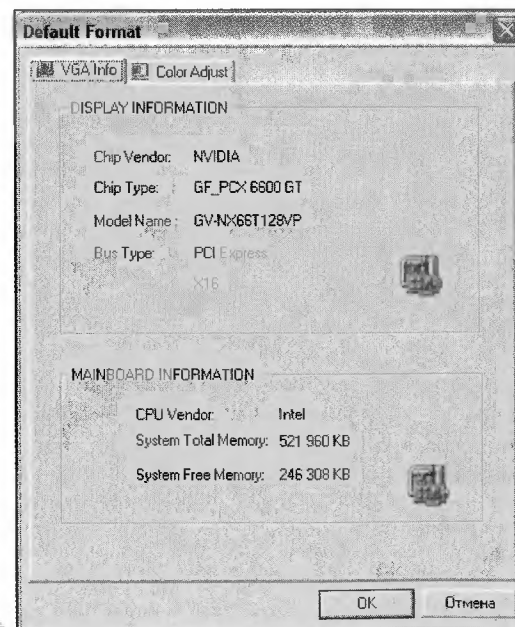 Default Format
VGA Info Color Adjust
DISPLAY INFORMATION
Chip Vendor: NVIDIA
Chip Type: GF_PCX 6600 GT
Model Name: GV-NX66T128VP
Bus Type: PCI Express
X16
MAINBOARD INFORMATION
CPU Vendor: Intel
System Total Memory: 521 960 KB
System Free Memory: 246 308 KB
OK Отмена